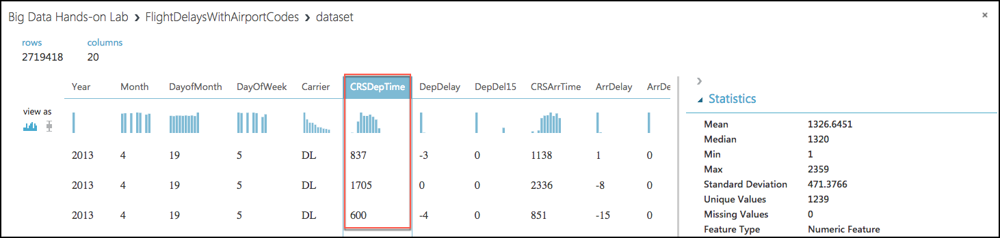 Big Data Hands-on Lab › FlightDelaysWithAirportCodes › dataset ×
rows columns
2719418 20
Year Month DayofMonth DayOfWeek Carrier CRSDepTime DepDelay DepDel15 CRSArrTime ArrDelay ArrDe
view as
2013 4 19 5 DL 837 -3 0 1138 1 0
2013 4 19 5 DL 1705 0 0 2336 -8 0
2013 4 19 5 DL 600 -4 0 851 -15 0
Statistics
Mean 1326.6451
Median 1320
Min 1
Max 2359
Standard Deviation 471.3766
Unique Values 1239
Missing Values 0
Feature Type Numeric Feature